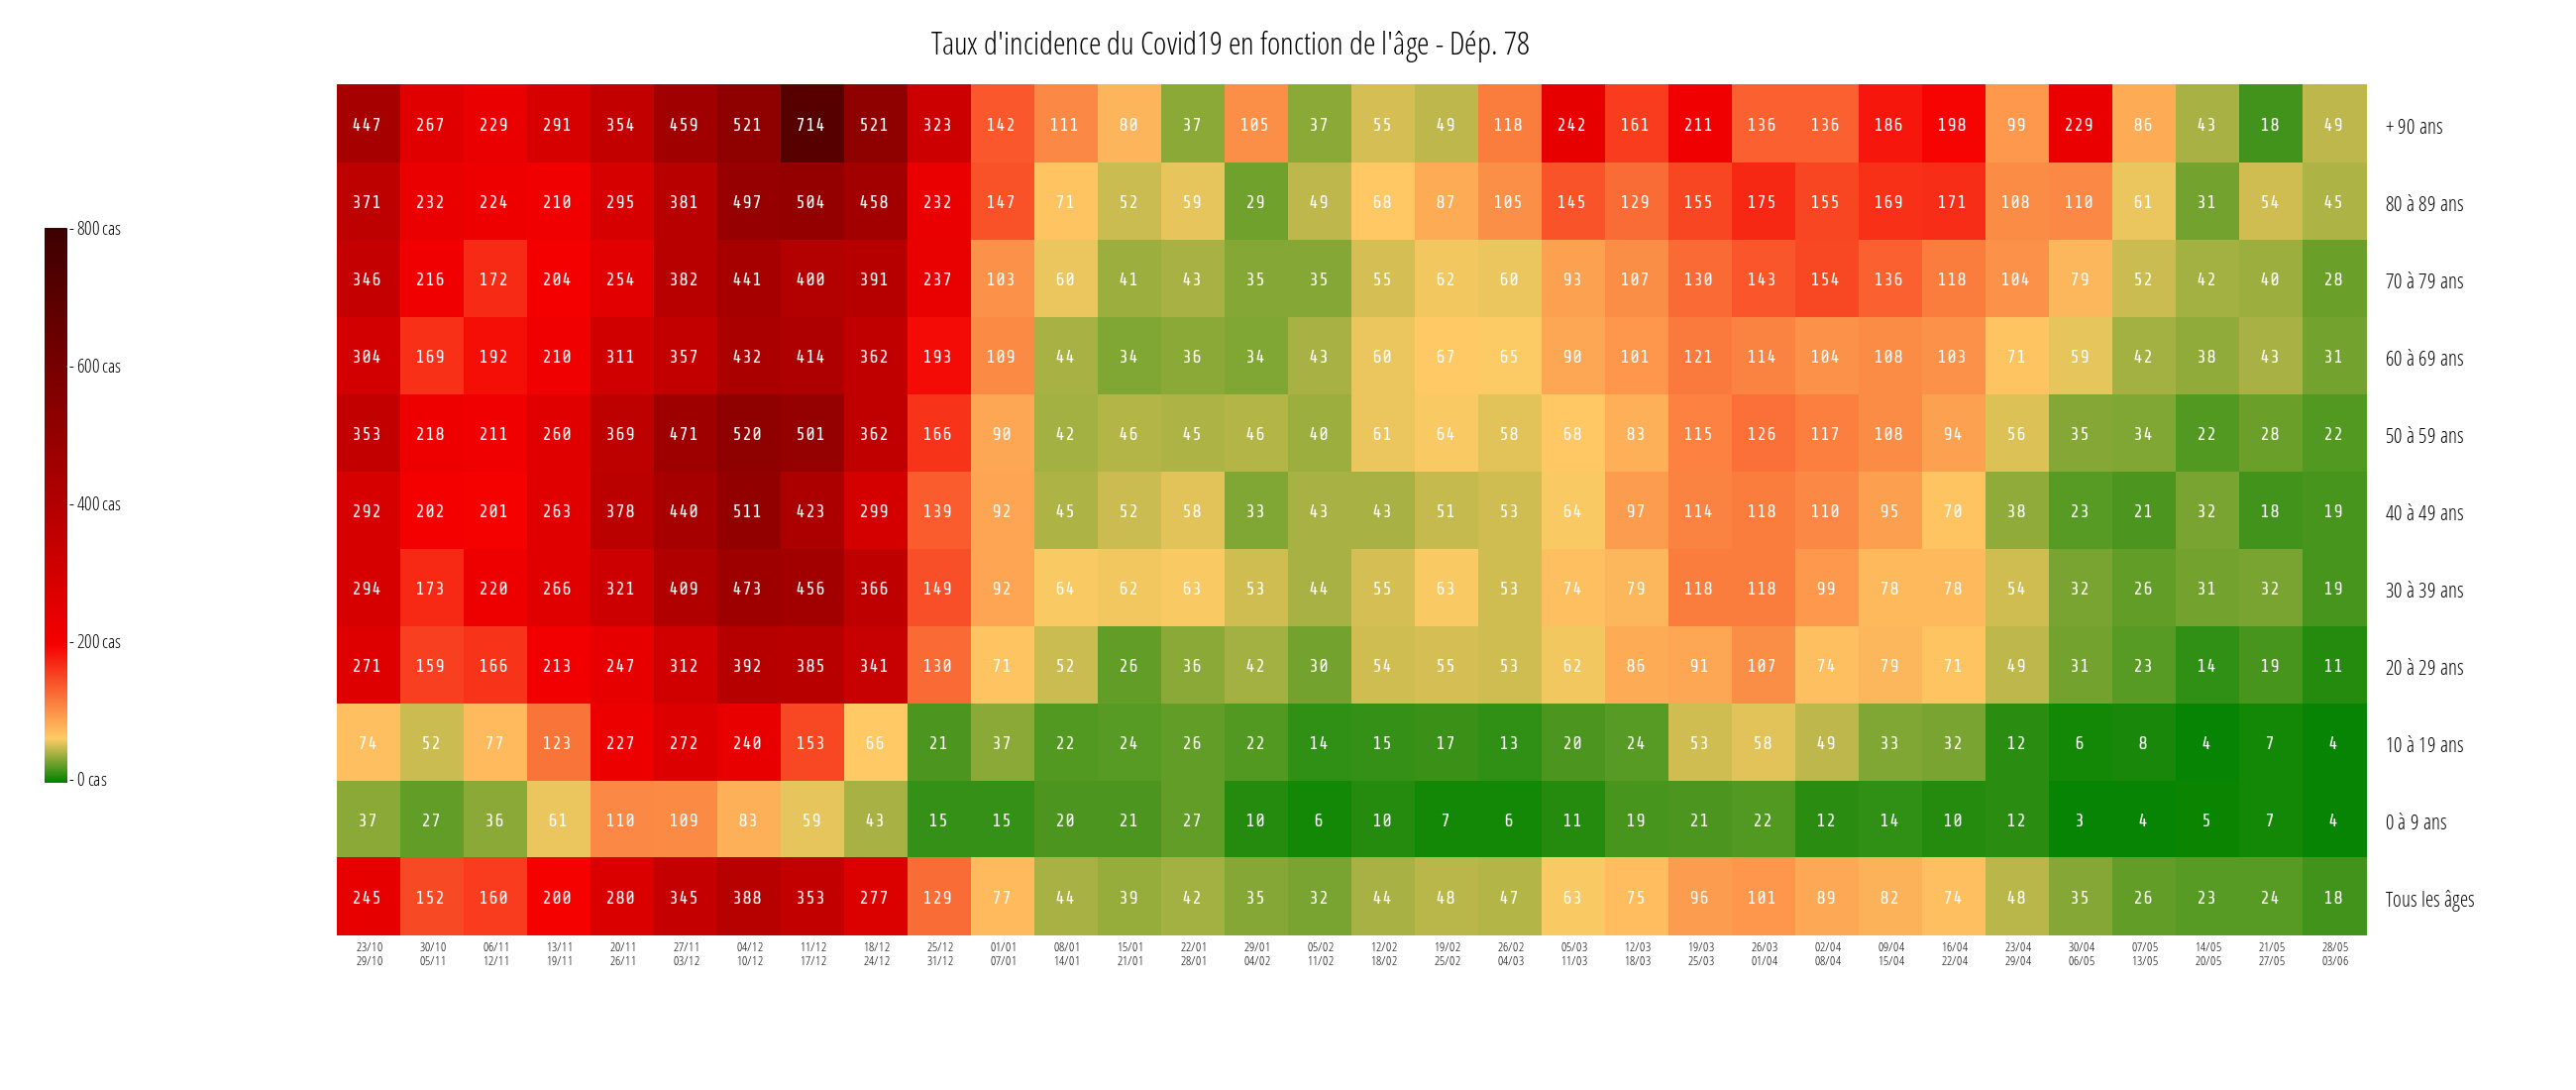 Taux d'incidence du Covid19 en fonction de l'âge - Dép. 78
- 800 cas
- 600 cas
- 400 cas
- 200 cas
- 0 cas
447 267 229 291 354 459 521 714 521 323 142 111 80 37 105 37 55 49 118 242 161 211 136 136 186 198 99 229 86 43 18 49 + 90 ans
371 232 224 210 295 381 497 504 458 232 147 71 52 59 29 49 68 87 105 145 129 155 175 155 169 171 108 110 61 31 54 45 80 à 89 ans
346 216 172 204 254 382 441 400 391 237 103 60 41 43 35 35 55 62 60 93 107 130 143 154 136 118 104 79 52 42 40 28 70 à 79 ans
304 169 192 210 311 357 432 414 362 193 109 44 34 36 34 43 60 67 65 90 101 121 114 104 108 103 71 59 42 38 43 31 60 à 69 ans
353 218 211 260 369 471 520 501 362 166 90 42 46 45 46 40 61 64 58 68 83 115 126 117 108 94 56 35 34 22 28 22 50 à 59 ans
292 202 201 263 378 440 511 423 299 139 92 45 52 58 33 43 43 51 53 64 97 114 118 110 95 70 38 23 21 32 18 19 40 à 49 ans
294 173 220 266 321 409 473 456 366 149 92 64 62 63 53 44 55 63 53 74 79 118 118 99 78 78 54 32 26 31 32 19 30 à 39 ans
271 159 166 213 247 312 392 385 341 130 71 52 26 36 42 30 54 55 53 62 86 91 107 74 79 71 49 31 23 14 19 11 20 à 29 ans
74 52 77 123 227 272 240 153 66 21 37 22 24 26 22 14 15 17 13 20 24 53 58 49 33 32 12 6 8 4 7 4 10 à 19 ans
37 27 36 61 110 109 83 59 43 15 15 20 21 27 10 6 10 7 6 11 19 21 22 12 14 10 12 3 4 5 7 4 0 à 9 ans
245 152 160 200 280 345 388 353 277 129 77 44 39 42 35 32 44 48 47 63 75 96 101 89 82 74 48 35 26 23 24 18 Tous les âges
23/10 30/10 06/11 13/11 20/11 27/11 04/12 11/12 18/12 25/12 01/01 08/01 15/01 22/01 29/01 05/02 12/02 19/02 26/02 05/03 12/03 19/03 26/03 02/04 09/04 16/04 23/04 30/04 07/05 14/05 21/05 28/05
29/10 05/11 12/11 19/11 26/11 03/12 10/12 17/12 24/12 31/12 07/01 14/01 21/01 28/01 04/02 11/02 18/02 25/02 04/03 11/03 18/03 25/03 01/04 08/04 15/04 22/04 29/04 06/05 13/05 20/05 27/05 03/06